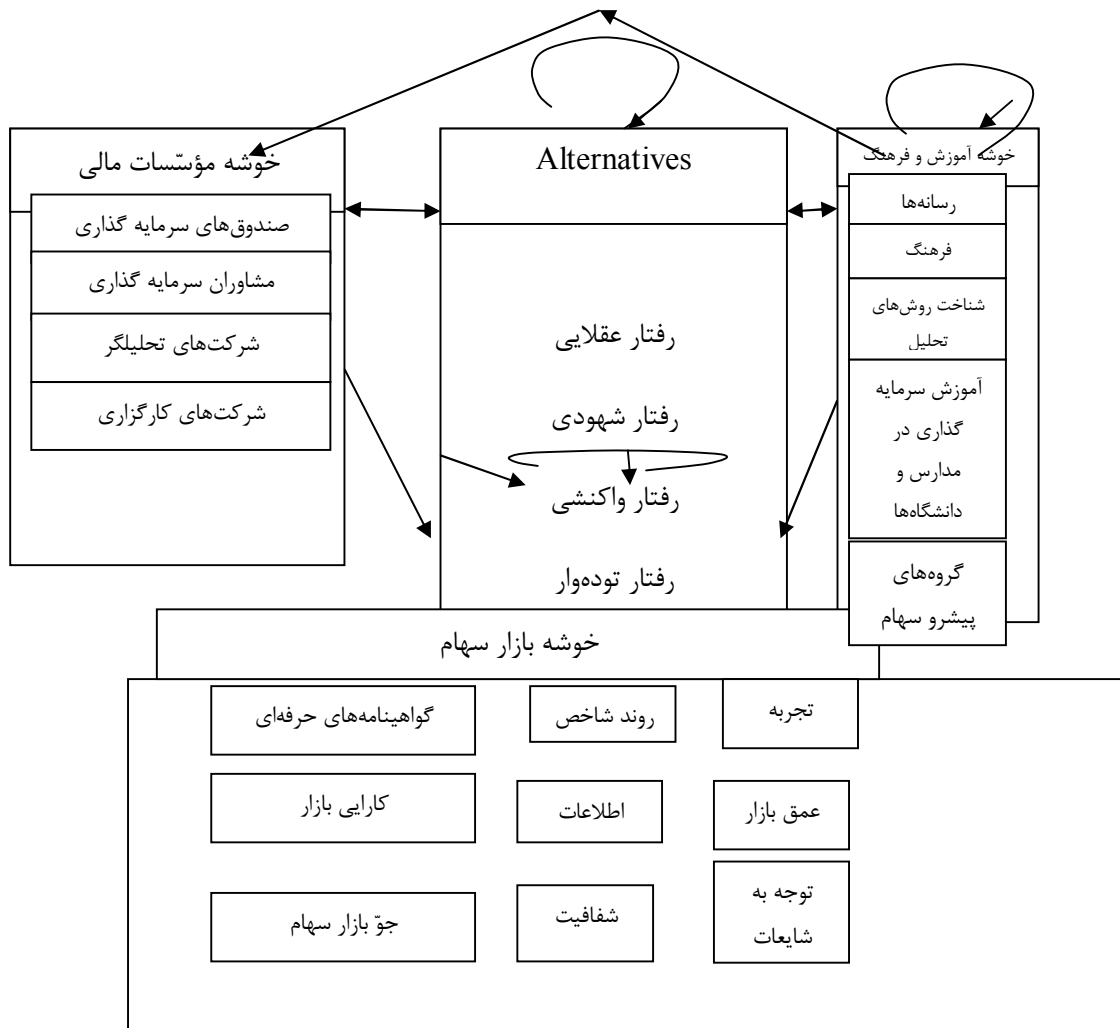 خوشه آموزش و فرهنگ
رسانه‌ها
فرهنگ
شناخت روش‌های
تحلیل
آموزش سرمایه
گذاری در
مدارس و
دانشگاه‌ها
گروه‌های
پیشرو سهام
Alternatives
رفتار عقلایی
رفتار شهودی
رفتار واکنشی
رفتار توده‌وار
خوشه مؤسّسات مالی
صندوق‌های سرمایه گذاری
مشاوران سرمایه گذاری
شرکت‌های تحلیلگر
شرکت‌های کارگزاری
خوشه بازار سهام
تجربه
روند شاخص
گواهینامه‌های حرفه‌ای
عمق بازار
اطلاعات
کارایی بازار
توجه به
شایعات
شفافیت
جوّ بازار سهام